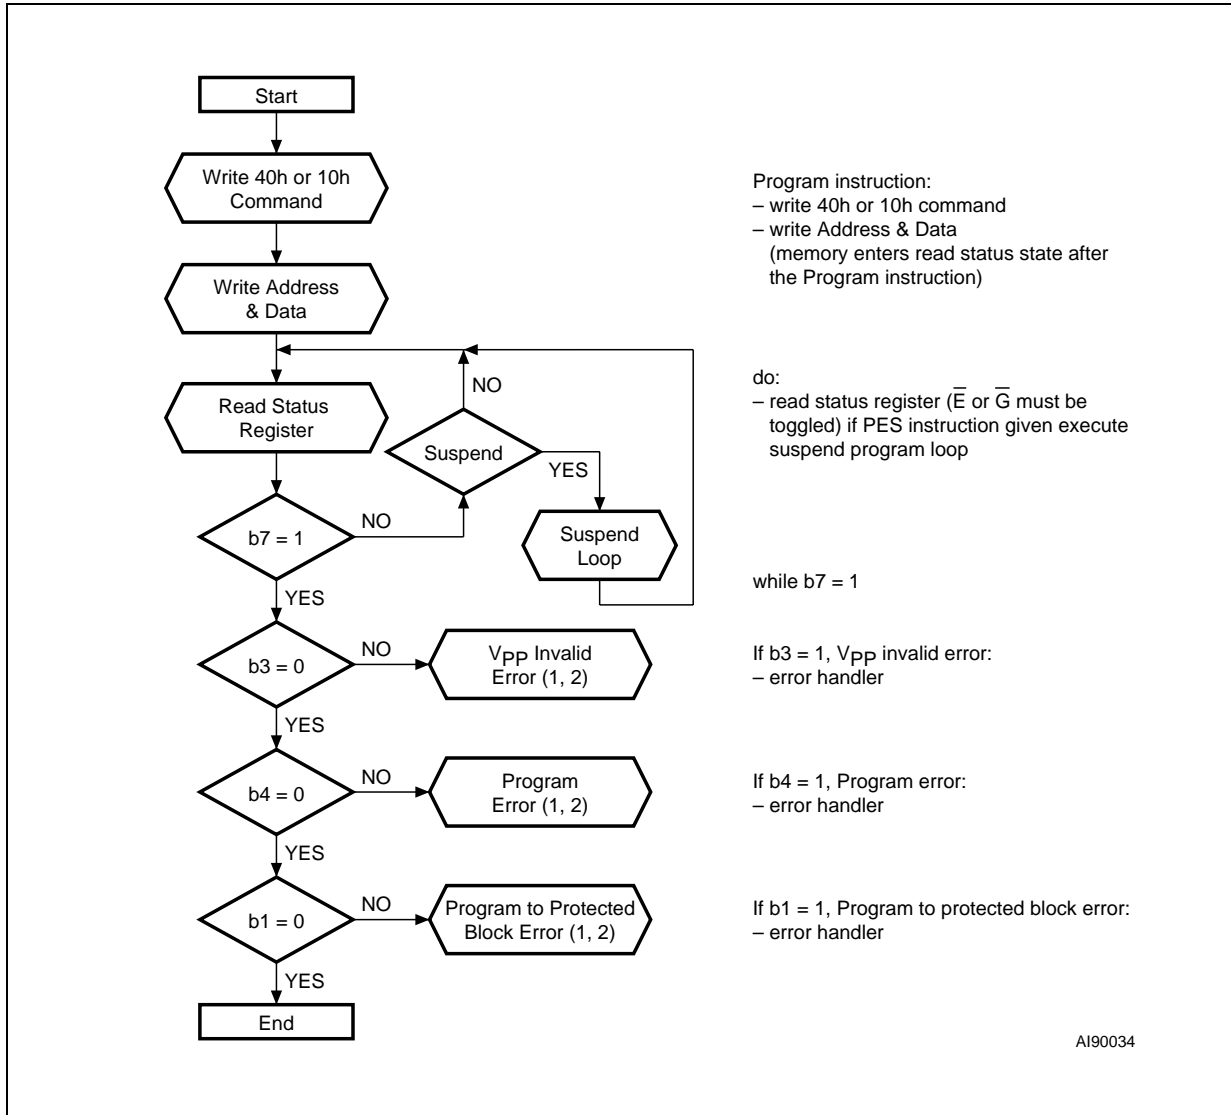 Start
Write 40h or 10h
Command
Program instruction:
– write 40h or 10h command
– write Address & Data
(memory enters read status state after
the Program instruction)
Write Address
& Data
NO
do:
– read status register (E̅ or G̅ must be
toggled) if PES instruction given execute
suspend program loop
Read Status
Register
Suspend
YES
NO
b7 = 1
Suspend
Loop
YES
while b7 = 1
b3 = 0
NO
VPP Invalid
Error (1, 2)
If b3 = 1, VPP invalid error:
– error handler
YES
b4 = 0
NO
Program
Error (1, 2)
If b4 = 1, Program error:
– error handler
YES
b1 = 0
NO
Program to Protected
Block Error (1, 2)
If b1 = 1, Program to protected block error:
– error handler
YES
End
AI90034